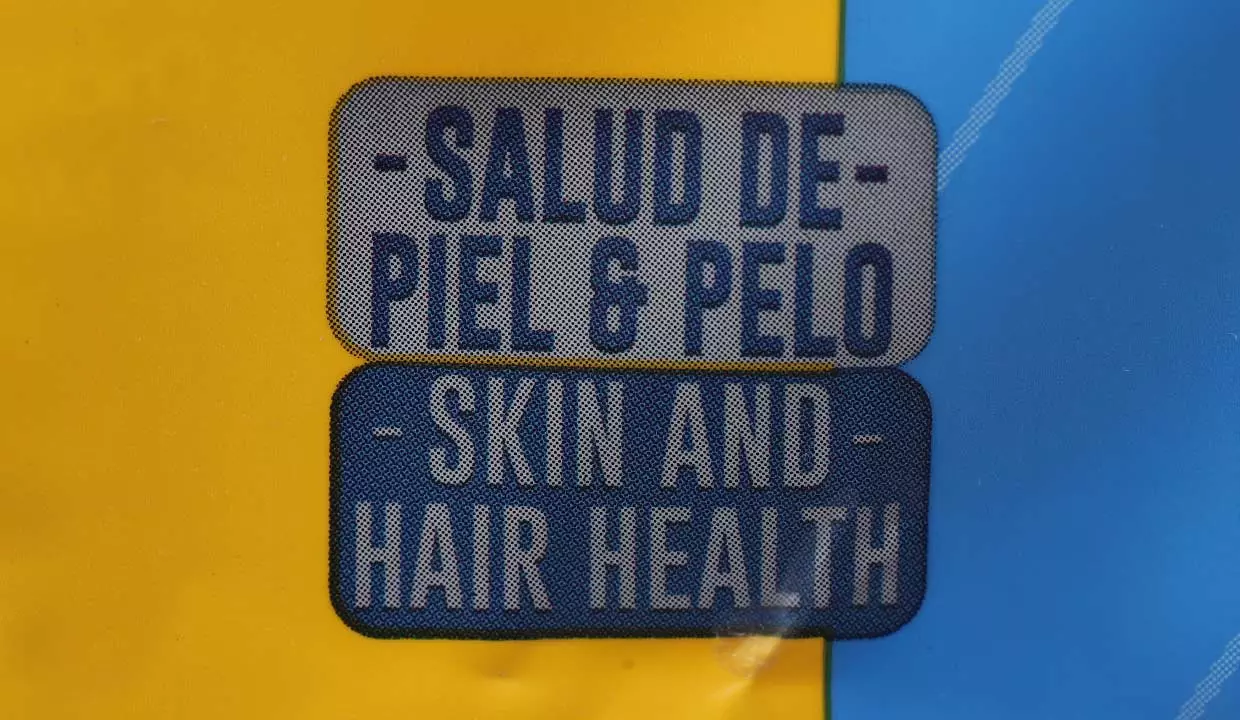 -SALUD DE-
PIEL & PELO
- SKIN AND -
HAIR HEALTH